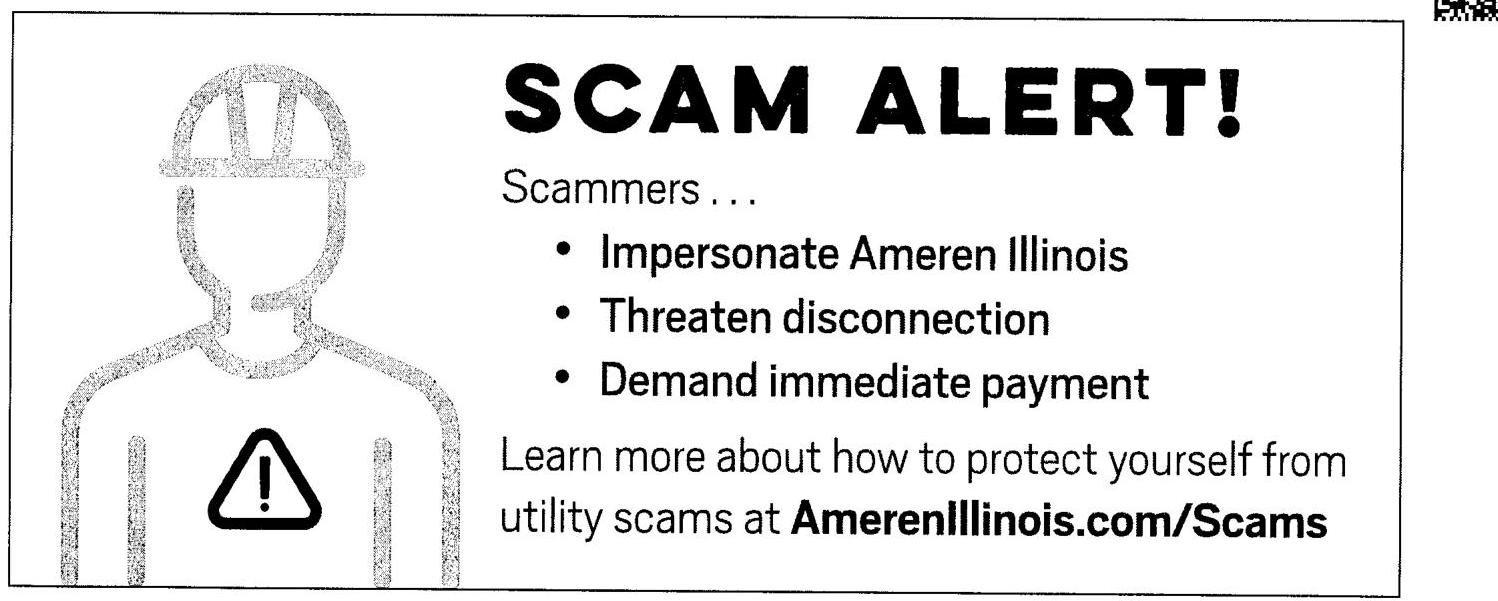 SCAM ALERT!
Scammers . . .
• Impersonate Ameren Illinois
• Threaten disconnection
• Demand immediate payment
Learn more about how to protect yourself from
utility scams at AmerenIllinois.com/Scams